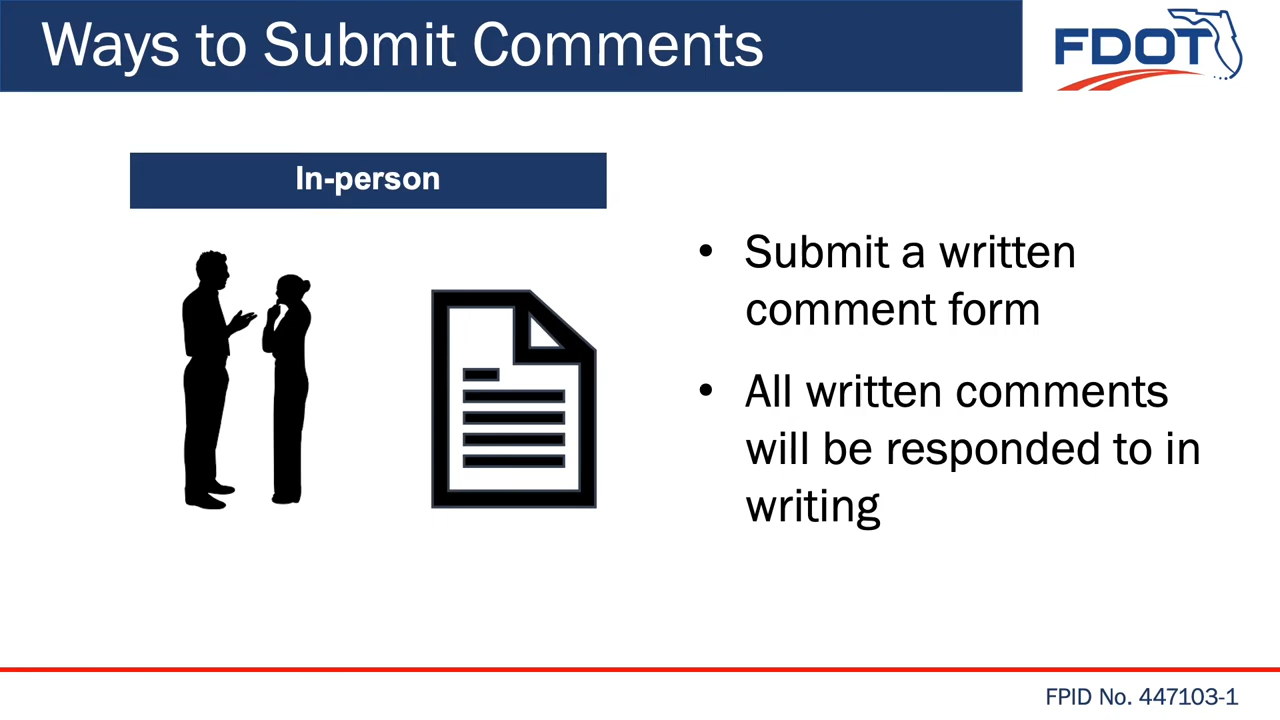 Ways to Submit Comments
FDOT
In-person
• Submit a written
comment form
• All written comments
will be responded to in
writing
FPID No. 447103-1